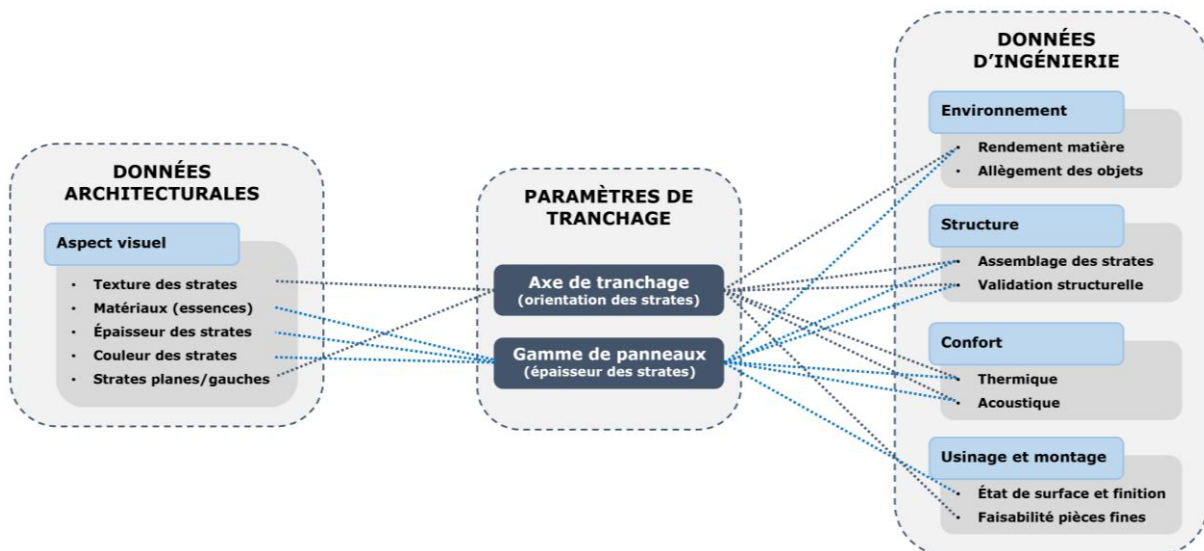 DONNÉES
ARCHITECTURALES
Aspect visuel
• Texture des strates
• Matériaux (essences)
• Épaisseur des strates
• Couleur des strates
• Strates planes/gauches
PARAMÈTRES DE
TRANCHAGE
Axe de tranchage
(orientation des strates)
Gamme de panneaux
(épaisseur des strates)
DONNÉES
D'INGÉNIERIE
Environnement
• Rendement matière
• Allègement des objets
Structure
• Assemblage des strates
• Validation structurelle
Confort
• Thermique
• Acoustique
Usinage et montage
• État de surface et finition
• Faisabilité pièces fines